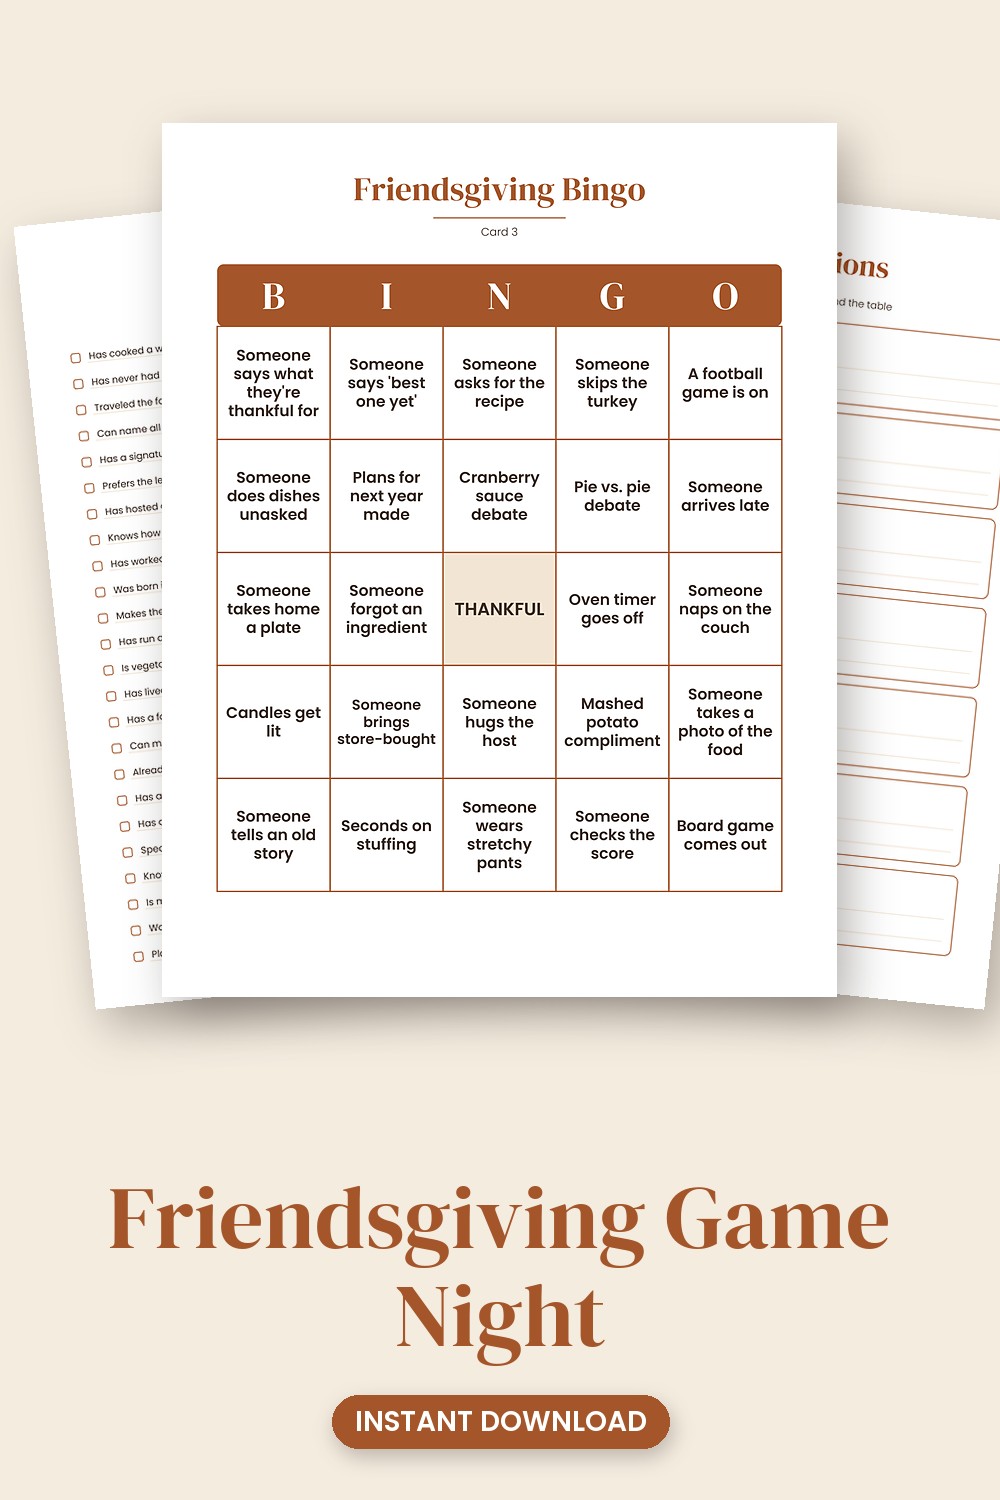 Friendsgiving Bingo
Card 3
B I N G O
Someone
says what
they're
thankful for
Someone
says 'best
one yet'
Someone
asks for the
recipe
Someone
skips the
turkey
A football
game is on
Someone
does dishes
unasked
Plans for
next year
made
Cranberry
sauce
debate
Pie vs. pie
debate
Someone
arrives late
Someone
takes home
a plate
Someone
forgot an
ingredient
THANKFUL
Oven timer
goes off
Someone
naps on the
couch
Candles get
lit
Someone
brings
store-bought
Someone
hugs the
host
Mashed
potato
compliment
Someone
takes a
photo of the
food
Someone
tells an old
story
Seconds on
stuffing
Someone
wears
stretchy
pants
Someone
checks the
score
Board game
comes out
Has cooked a
Has never had
Traveled the
Can name all
Has a
Prefers the
Has hosted
Knows how
Has worked
Was born
Makes the
Has run
Is
Has lived
Has a
Can
Has a
Has
Is
the table
Friendsgiving Game
Night
INSTANT DOWNLOAD